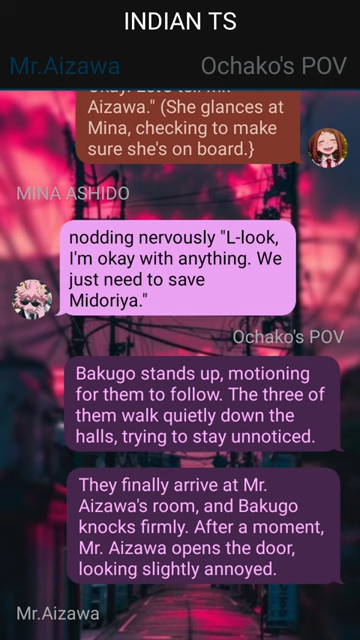 INDIAN TS
Mr.Aizawa
Ochako's POV
Aizawa." (She glances at
Mina, checking to make
sure she's on board.}
MINA ASHIDO
nodding nervously "L-look,
I'm okay with anything. We
just need to save
Midoriya."
Ochako's POV
Bakugo stands up, motioning
for them to follow. The three of
them walk quietly down the
halls, trying to stay unnoticed.
They finally arrive at Mr.
Aizawa's room, and Bakugo
knocks firmly. After a moment,
Mr. Aizawa opens the door,
looking slightly annoyed.
Mr.Aizawa